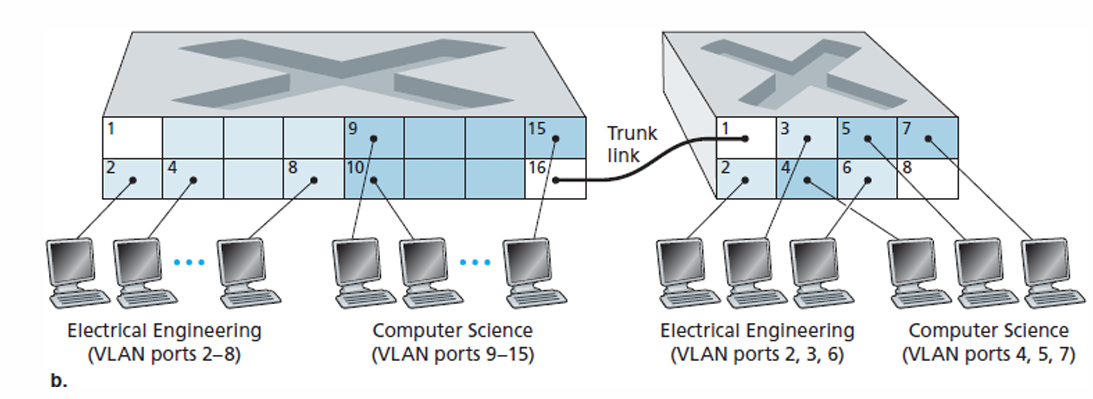 1 9 15
2 4 8 10 16
Trunk
link
1 3 5 7
2 4 6 8
Electrical Engineering
(VLAN ports 2–8)
Computer Science
(VLAN ports 9–15)
Electrical Engineering
(VLAN ports 2, 3, 6)
Computer Science
(VLAN ports 4, 5, 7)
b.